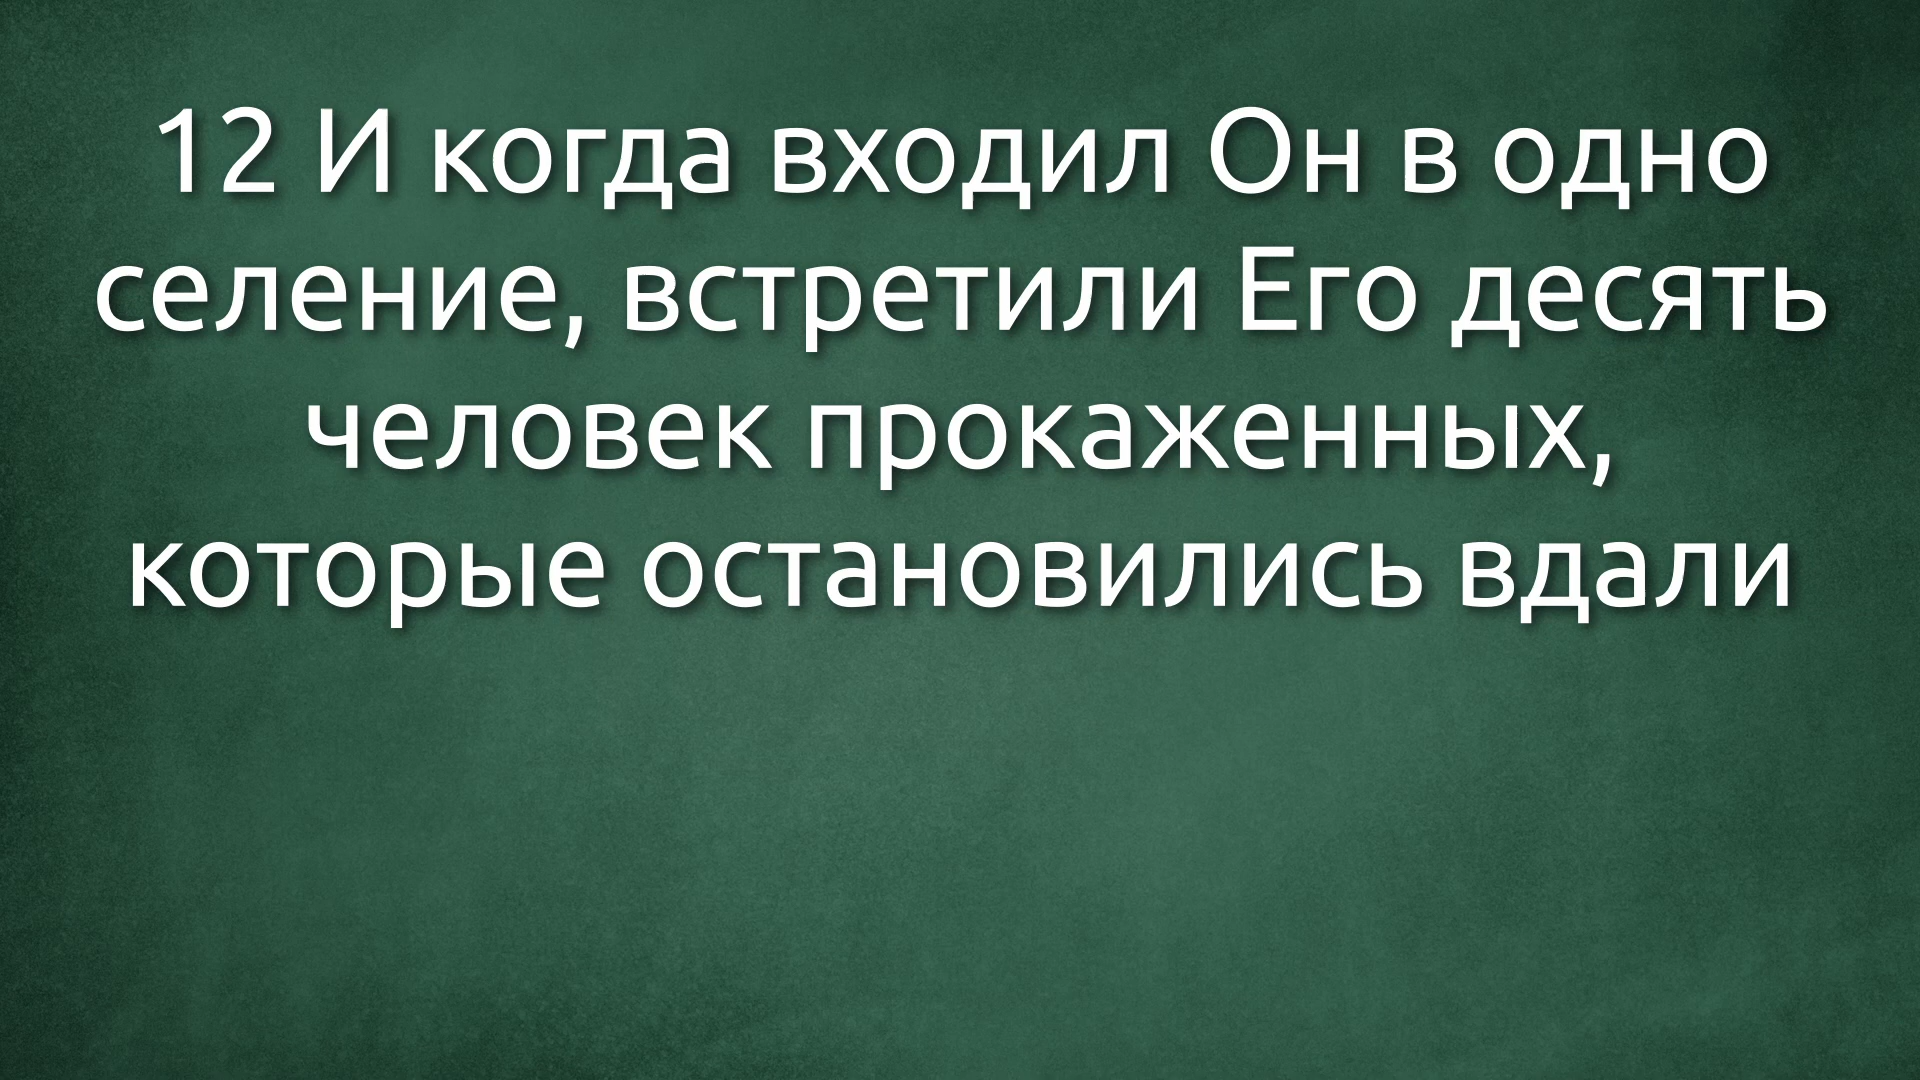 12 И когда входил Он в одно
селение, встретили Его десять
человек прокаженных,
которые остановились вдали